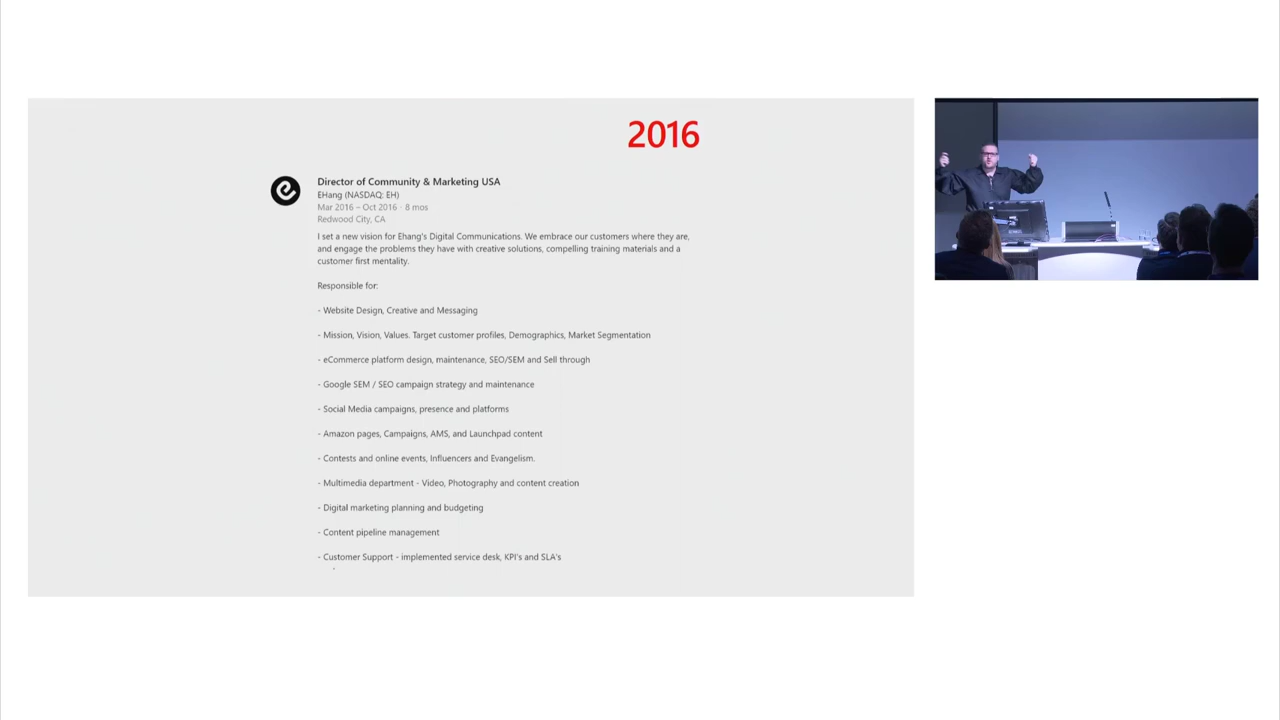 2016
Director of Community & Marketing USA
EHang (NASDAQ: EH)
Mar 2016 – Oct 2016 · 8 mos
Redwood City, CA
I set a new vision for Ehang's Digital Communications. We embrace our customers where they are,
and engage the problems they have with creative solutions, compelling training materials and a
customer first mentality.
Responsible for:
- Website Design, Creative and Messaging
- Mission, Vision, Values. Target customer profiles, Demographics, Market Segmentation
- eCommerce platform design, maintenance, SEO/SEM and Sell through
- Google SEM / SEO campaign strategy and maintenance
- Social Media campaigns, presence and platforms
- Amazon pages, Campaigns, AMS, and Launchpad content
- Contests and online events, Influencers and Evangelism.
- Multimedia department - Video, Photography and content creation
- Digital marketing planning and budgeting
- Content pipeline management
- Customer Support - implemented service desk, KPI's and SLA's